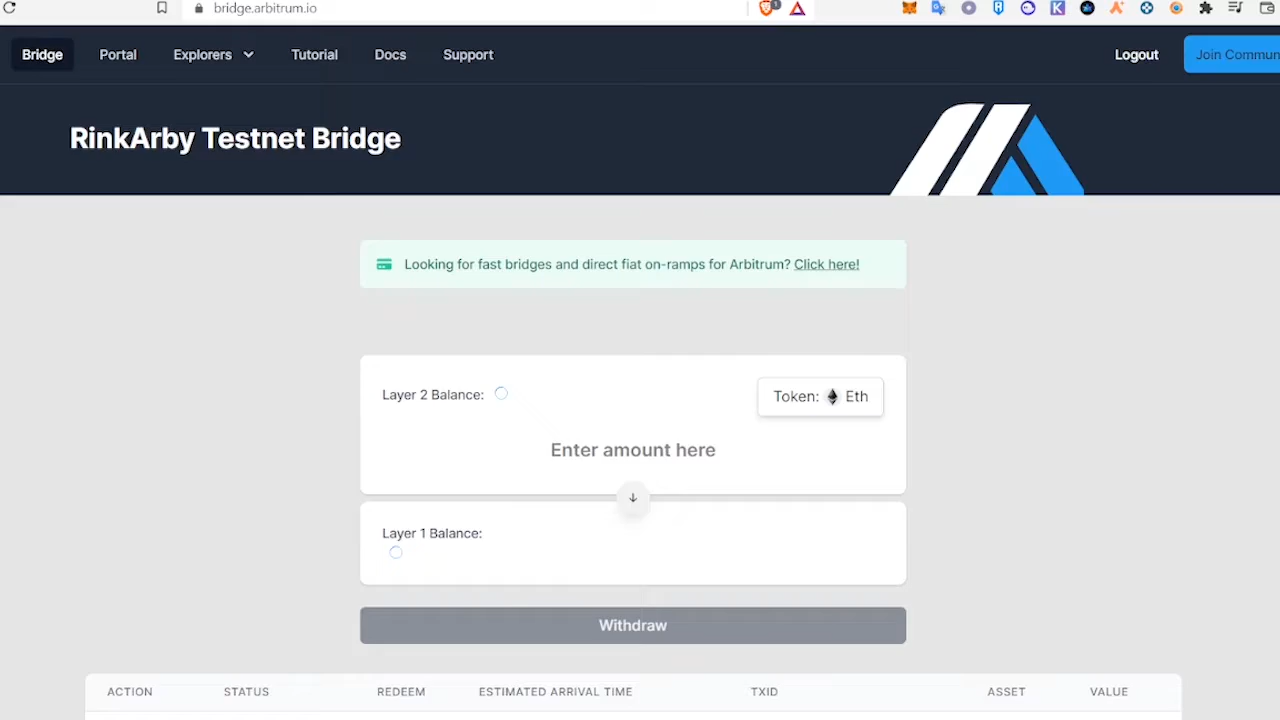 bridge.arbitrum.io
Bridge Portal Explorers Tutorial Docs Support Logout Join Commun
RinkArby Testnet Bridge
Looking for fast bridges and direct fiat on-ramps for Arbitrum? Click here!
Layer 2 Balance:
Token: Eth
Enter amount here
Layer 1 Balance:
Withdraw
ACTION STATUS REDEEM ESTIMATED ARRIVAL TIME TXID ASSET VALUE